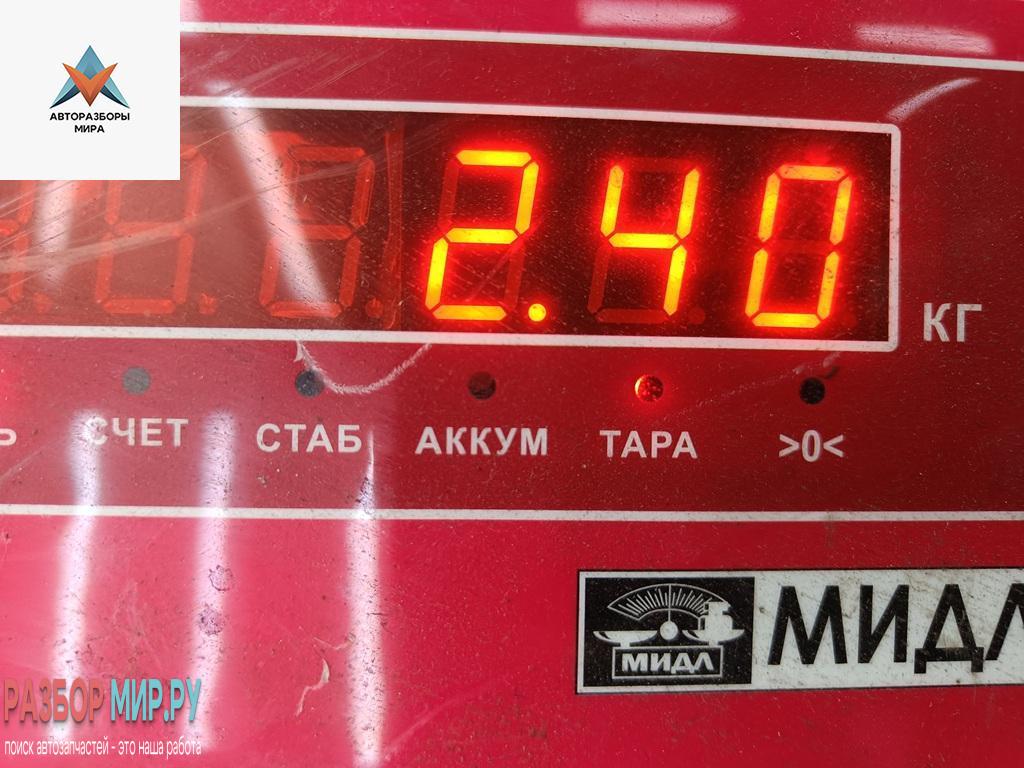 АВТОРАЗБОРЫ
МИРА
2.40
КГ
СЧЕТ СТАБ АККУМ ТАРА >0<
МИДЛ
МИДЛ
РАЗБОР МИР.РУ
поиск автозапчастей - это наша работа